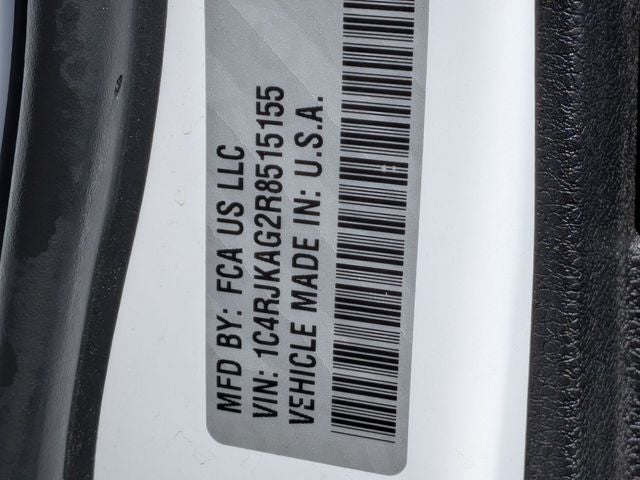 MFD BY: FCA US LLC
VIN: 1C4RJKAG2R8515155
VEHICLE MADE IN: U.S.A.